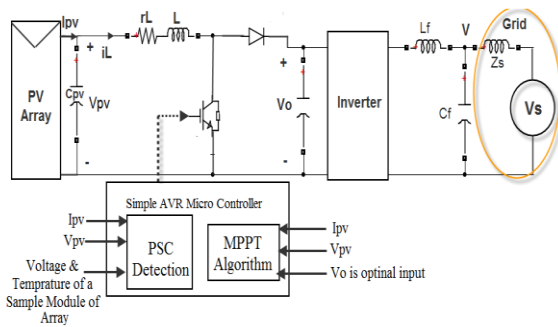 Ipv
iL
rL
L
Lf
V
Grid
Zs
PV
Array
Cpv
Vpv
Vo
Inverter
Cf
Vs
+
-
+
-
Simple AVR Micro Controller
Ipv
Vpv
Voltage &
Temprature of a
Sample Module of
Array
PSC
Detection
MPPT
Algorithm
Ipv
Vpv
Vo is optinal input